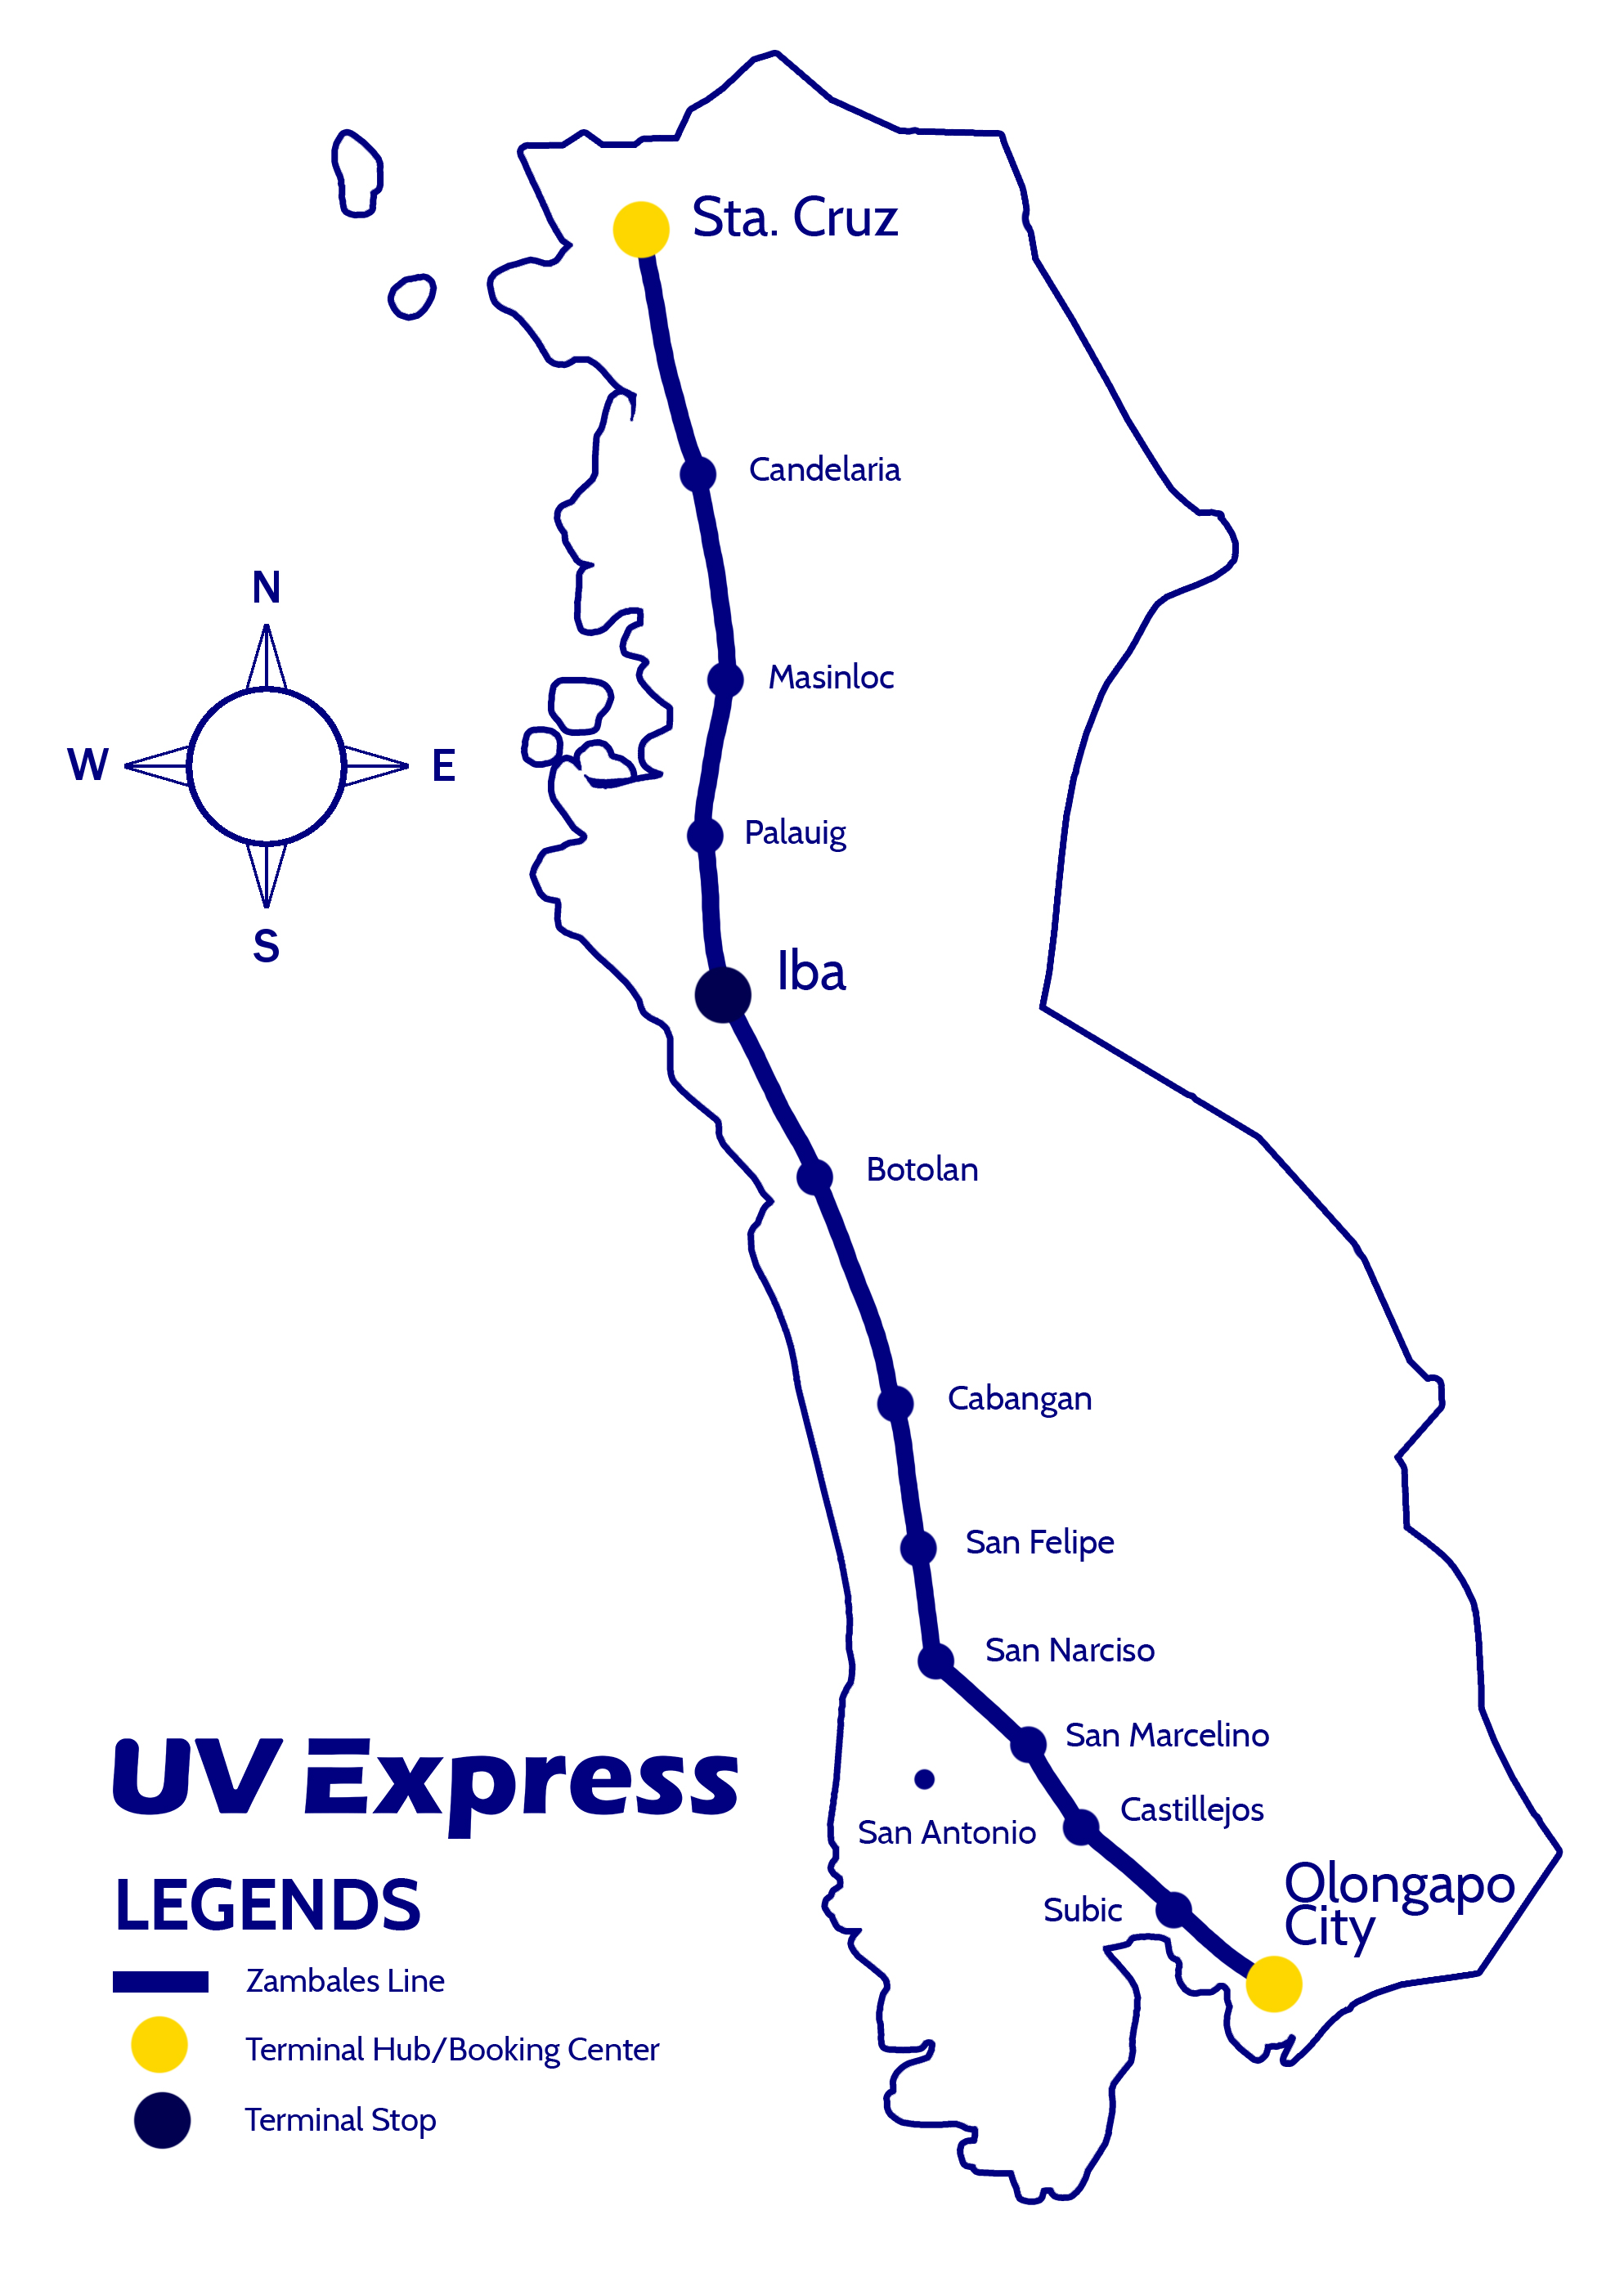 Sta. Cruz
Candelaria
N
Masinloc
W
E
Palauig
S
Iba
Botolan
Cabangan
San Felipe
San Narciso
San Marcelino
UV Express
Castillejos
San Antonio
Olongapo
City
LEGENDS
Subic
Zambales Line
Terminal Hub/Booking Center
Terminal Stop